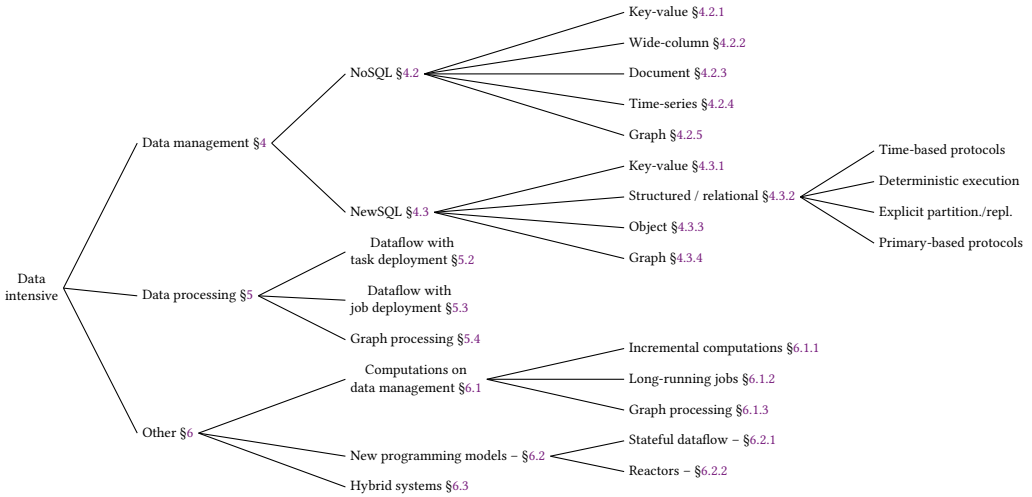 Key-value §4.2.1
Wide-column §4.2.2
NoSQL §4.2
Document §4.2.3
Time-series §4.2.4
Graph §4.2.5
Data management §4
Time-based protocols
Key-value §4.3.1
Deterministic execution
Structured / relational §4.3.2
NewSQL §4.3
Explicit partition./repl.
Object §4.3.3
Primary-based protocols
Dataflow with
task deployment §5.2
Graph §4.3.4
Data
intensive
Data processing §5
Dataflow with
job deployment §5.3
Graph processing §5.4
Incremental computations §6.1.1
Computations on
data management §6.1
Long-running jobs §6.1.2
Graph processing §6.1.3
Other §6
Stateful dataflow – §6.2.1
New programming models – §6.2
Reactors – §6.2.2
Hybrid systems §6.3